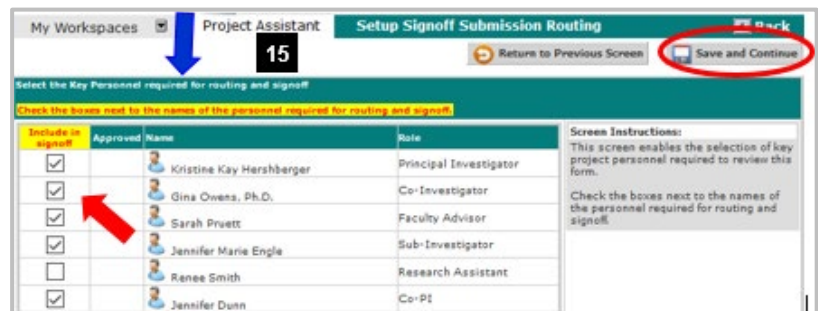 My Workspaces
Project Assistant
Setup Signoff Submission Routing
Back
15
Return to Previous Screen
Save and Continue
Select the Key Personnel required for routing and signoff
Check the boxes next to the names of the personnel required for routing and signoff.
Include in signoff Approved Name Role
Kristine Kay Hershberger Principal Investigator
Gina Owens, Ph.D. Co-Investigator
Sarah Pruett Faculty Advisor
Jennifer Marie Engle Sub-Investigator
Renee Smith Research Assistant
Jennifer Dunn Co-PI
Screen Instructions:
This screen enables the selection of key
project personnel required to review this
form.
Check the boxes next to the names of
the personnel required for routing and
signoff.